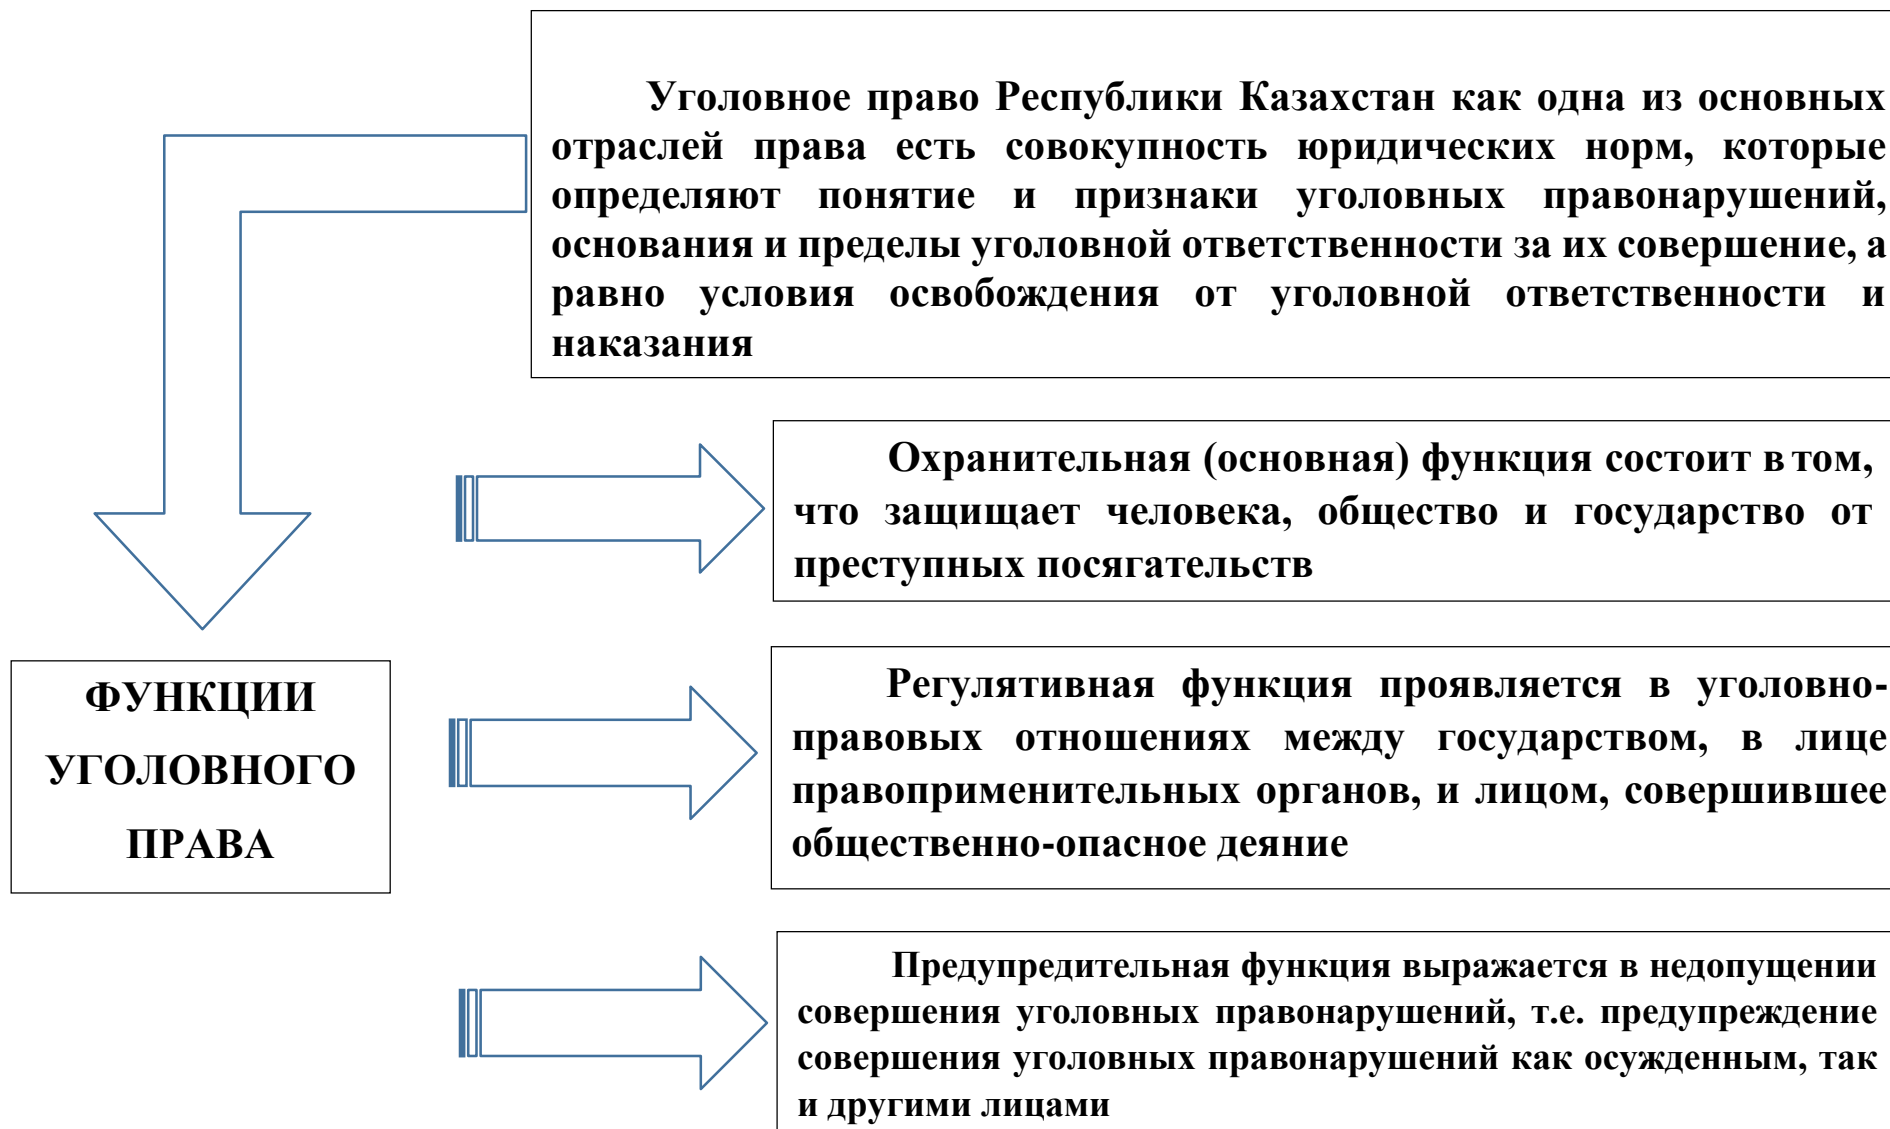 Уголовное право Республики Казахстан как одна из основных
отраслей права есть совокупность юридических норм, которые
определяют понятие и признаки уголовных правонарушений,
основания и пределы уголовной ответственности за их совершение, а
равно условия освобождения от уголовной ответственности и
наказания
Охранительная (основная) функция состоит в том,
что защищает человека, общество и государство от
преступных посягательств
ФУНКЦИИ
УГОЛОВНОГО
ПРАВА
Регулятивная функция проявляется в уголовно-
правовых отношениях между государством, в лице
правоприменительных органов, и лицом, совершившее
общественно-опасное деяние
Предупредительная функция выражается в недопущении
совершения уголовных правонарушений, т.е. предупреждение
совершения уголовных правонарушений как осужденным, так
и другими лицами